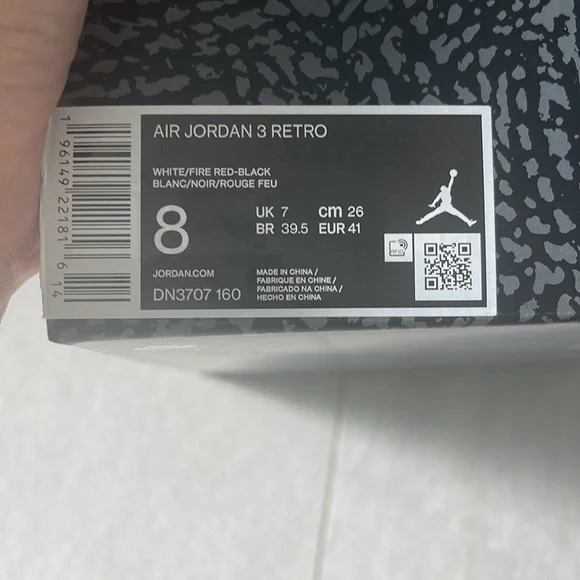 AIR JORDAN 3 RETRO
WHITE/FIRE RED-BLACK
BLANC/NOIR/ROUGE FEU
8
UK 7 cm 26
BR 39.5 EUR 41
JORDAN.COM
DN3707 160
MADE IN CHINA /
FABRIQUE EN CHINE /
FABRICADO NA CHINA /
HECHO EN CHINA
RFID
1 96149 22181 6 14